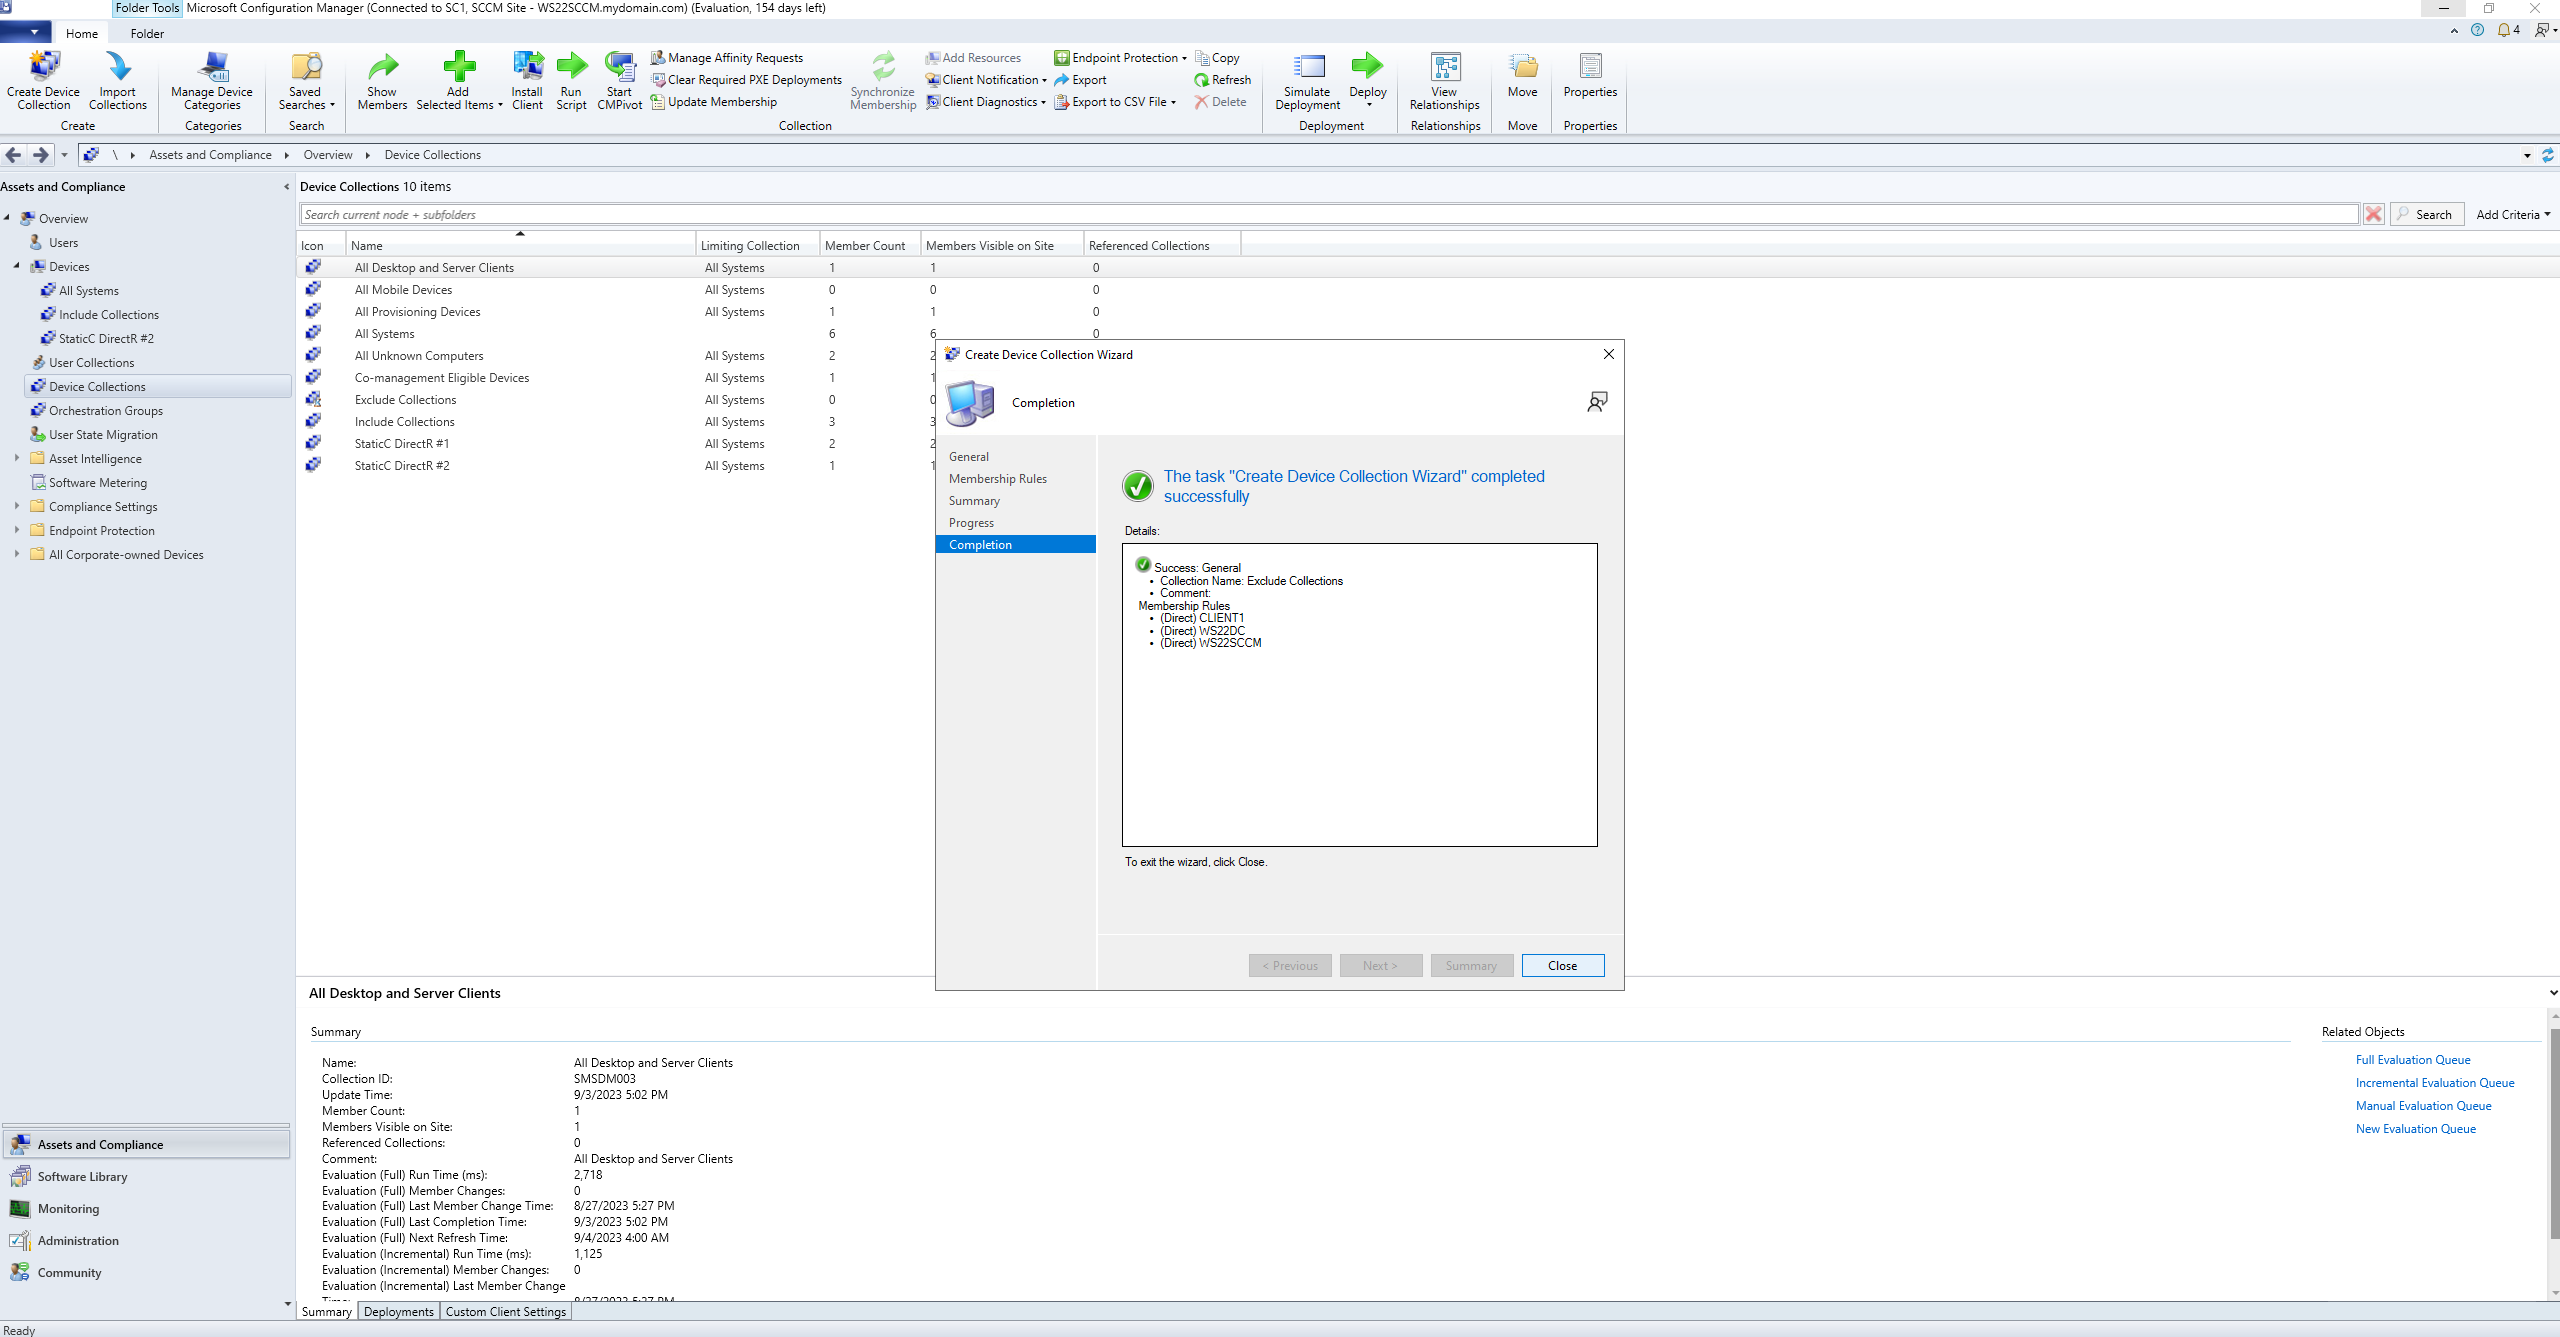 Folder Tools Microsoft Configuration Manager (Connected to SC1, SCCM Site - WS22SCCM.mydomain.com) (Evaluation, 154 days left)
Home Folder 4
Create Device Collection
Import Collections
Create
Manage Device Categories
Categories
Saved Searches
Search
Show Members
Add Selected Items
Install Client
Run Script
Start CMPivot
Manage Affinity Requests
Clear Required PXE Deployments
Update Membership
Synchronize Membership
Add Resources
Client Notification
Client Diagnostics
Endpoint Protection
Export
Export to CSV File
Copy
Refresh
Delete
Collection
Simulate Deployment
Deploy
Deployment
View Relationships
Relationships
Move
Move
Properties
Properties
\ Assets and Compliance Overview Device Collections
Assets and Compliance
Overview
Users
Devices
All Systems
Include Collections
StaticC DirectR #2
User Collections
Device Collections
Orchestration Groups
User State Migration
Asset Intelligence
Software Metering
Compliance Settings
Endpoint Protection
All Corporate-owned Devices
Assets and Compliance
Software Library
Monitoring
Administration
Community
Device Collections 10 items
Search current node + subfolders
Search Add Criteria
Icon Name Limiting Collection Member Count Members Visible on Site Referenced Collections
All Desktop and Server Clients All Systems 1 1 0
All Mobile Devices All Systems 0 0 0
All Provisioning Devices All Systems 1 1 0
All Systems 6 6 0
All Unknown Computers All Systems 2 2
Co-management Eligible Devices All Systems 1 1
Exclude Collections All Systems 0 0
Include Collections All Systems 3 3
StaticC DirectR #1 All Systems 2 2
StaticC DirectR #2 All Systems 1 1
Create Device Collection Wizard
Completion
General
Membership Rules
Summary
Progress
Completion
The task "Create Device Collection Wizard" completed
successfully
Details:
Success: General
• Collection Name: Exclude Collections
• Comment:
Membership Rules
• (Direct) CLIENT1
• (Direct) WS22DC
• (Direct) WS22SCCM
To exit the wizard, click Close.
< Previous Next > Summary Close
All Desktop and Server Clients
Summary
Name: All Desktop and Server Clients
Collection ID: SMSDM003
Update Time: 9/3/2023 5:02 PM
Member Count: 1
Members Visible on Site: 1
Referenced Collections: 0
Comment: All Desktop and Server Clients
Evaluation (Full) Run Time (ms): 2,718
Evaluation (Full) Member Changes: 0
Evaluation (Full) Last Member Change Time: 8/27/2023 5:27 PM
Evaluation (Full) Last Completion Time: 9/3/2023 5:02 PM
Evaluation (Full) Next Refresh Time: 9/4/2023 4:00 AM
Evaluation (Incremental) Run Time (ms): 1,125
Evaluation (Incremental) Member Changes: 0
Evaluation (Incremental) Last Member Change
Time: 8/27/2023 5:27 PM
Related Objects
Full Evaluation Queue
Incremental Evaluation Queue
Manual Evaluation Queue
New Evaluation Queue
Summary Deployments Custom Client Settings
Ready